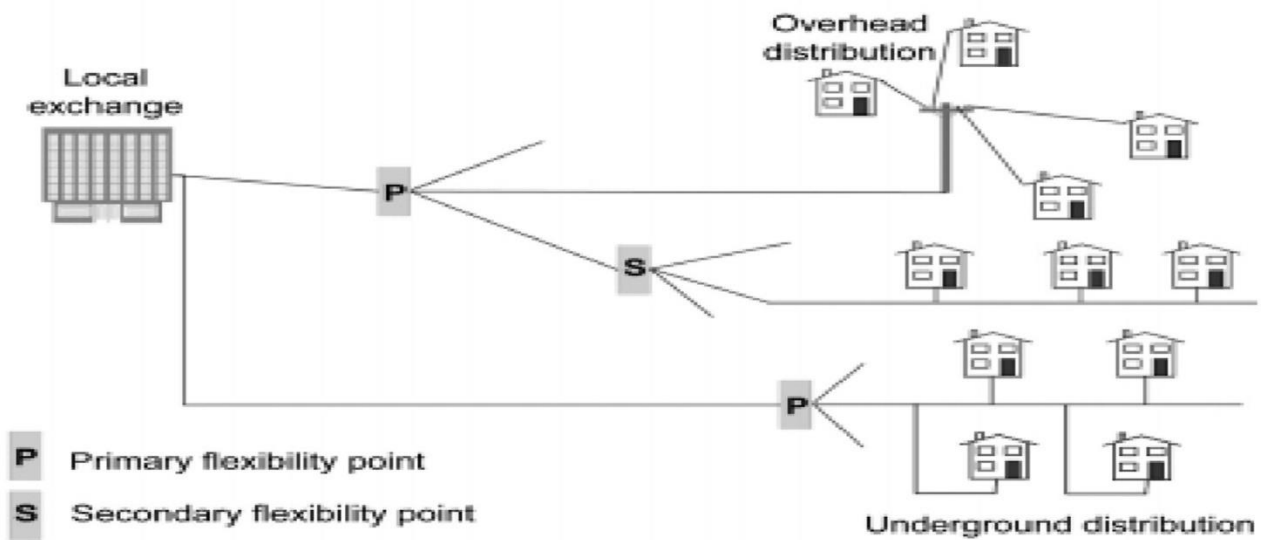 Overhead
distribution
Local
exchange
P
S
P
P Primary flexibility point
S Secondary flexibility point
Underground distribution